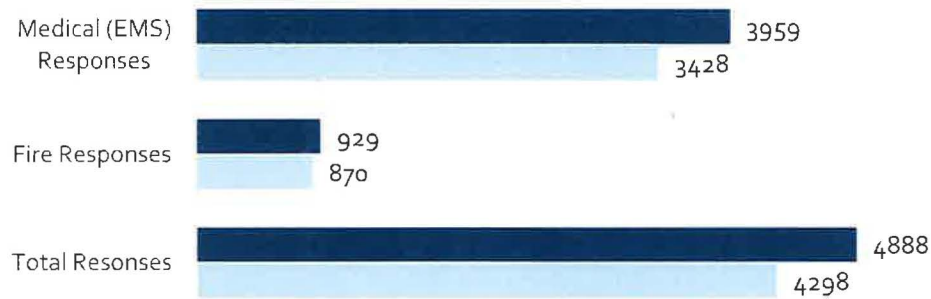 Medical (EMS)
Responses
3959
3428
Fire Responses
929
870
Total Resonses
4888
4298